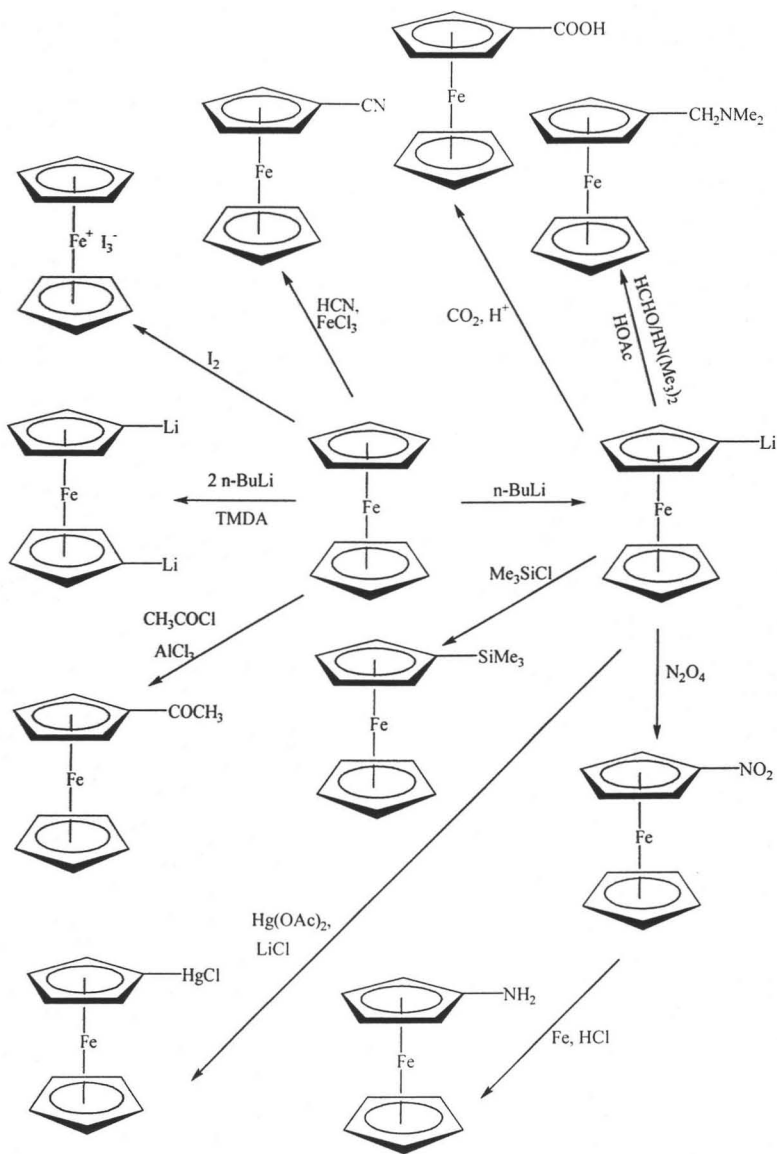 COOH
Fe
CN
Fe
CH₂NMe₂
Fe
Fe⁺ I₃⁻
HCN,
FeCl₃
CO₂, H⁺
HCHO/HN(Me₃)₂
HOAc
I₂
Li
Fe
Li
2 n-BuLi
TMDA
Fe
n-BuLi
Li
Fe
CH₃COCl
AlCl₃
Me₃SiCl
SiMe₃
Fe
N₂O₄
COCH₃
Fe
NO₂
Fe
Hg(OAc)₂,
LiCl
HgCl
Fe
NH₂
Fe
Fe, HCl